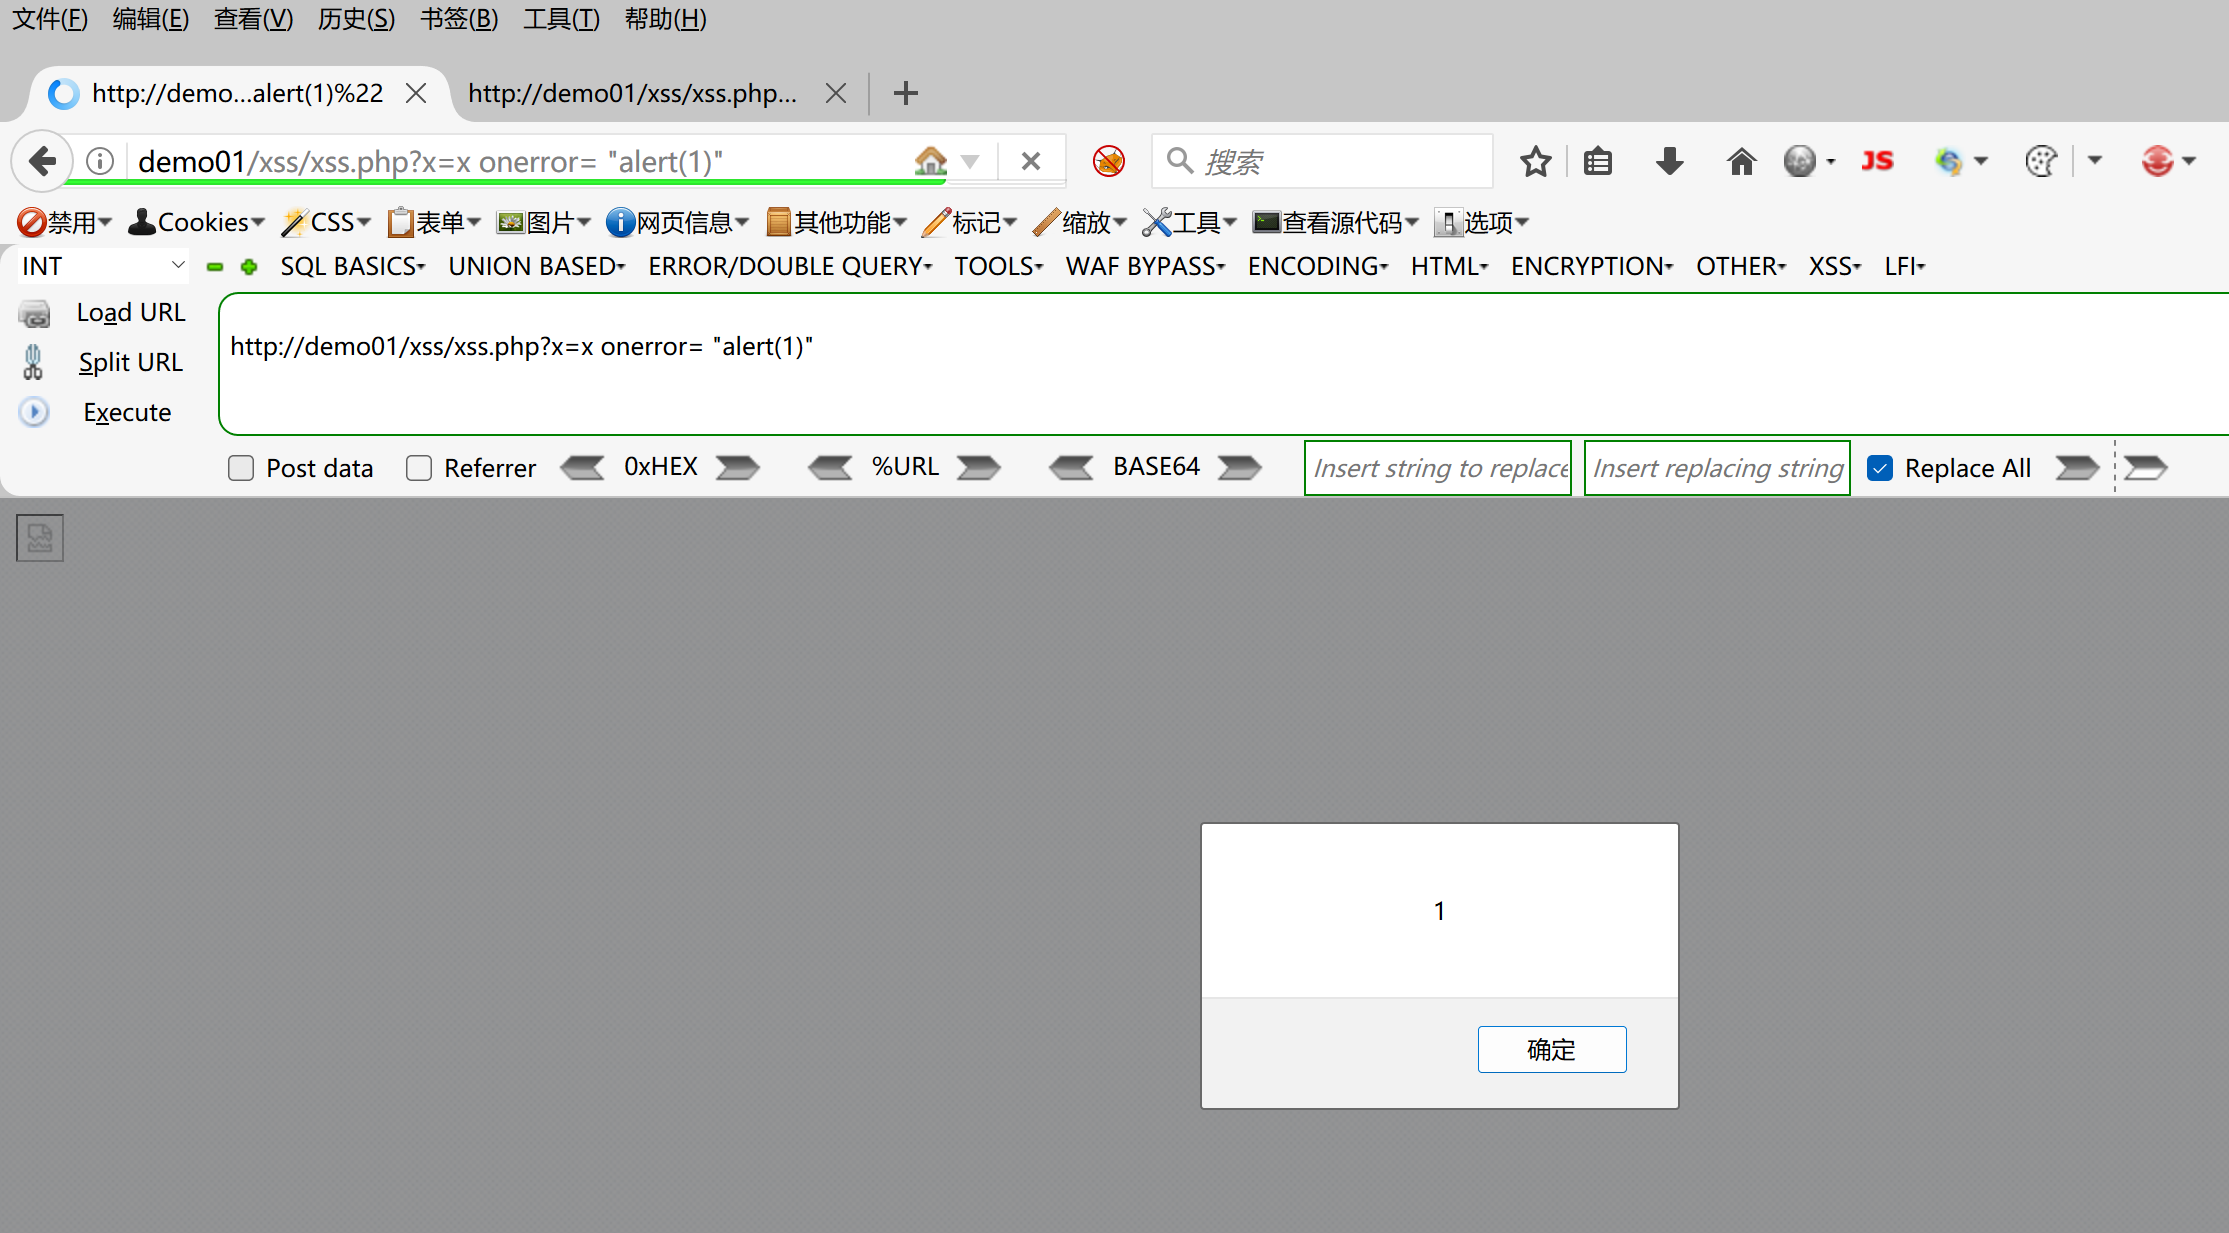 文件(F) 编辑(E) 查看(V) 历史(S) 书签(B) 工具(T) 帮助(H)
http://demo...alert(1)%22 http://demo01/xss/xss.php...
demo01/xss/xss.php?x=x onerror= "alert(1)" 搜索 JS
禁用 Cookies CSS 表单 图片 网页信息 其他功能 标记 缩放 工具 查看源代码 选项
INT SQL BASICS UNION BASED ERROR/DOUBLE QUERY TOOLS WAF BYPASS ENCODING HTML ENCRYPTION OTHER XSS LFI
Load URL
http://demo01/xss/xss.php?x=x onerror= "alert(1)"
Split URL
Execute
Post data Referrer 0xHEX %URL BASE64 Insert string to replace Insert replacing string Replace All
1
确定